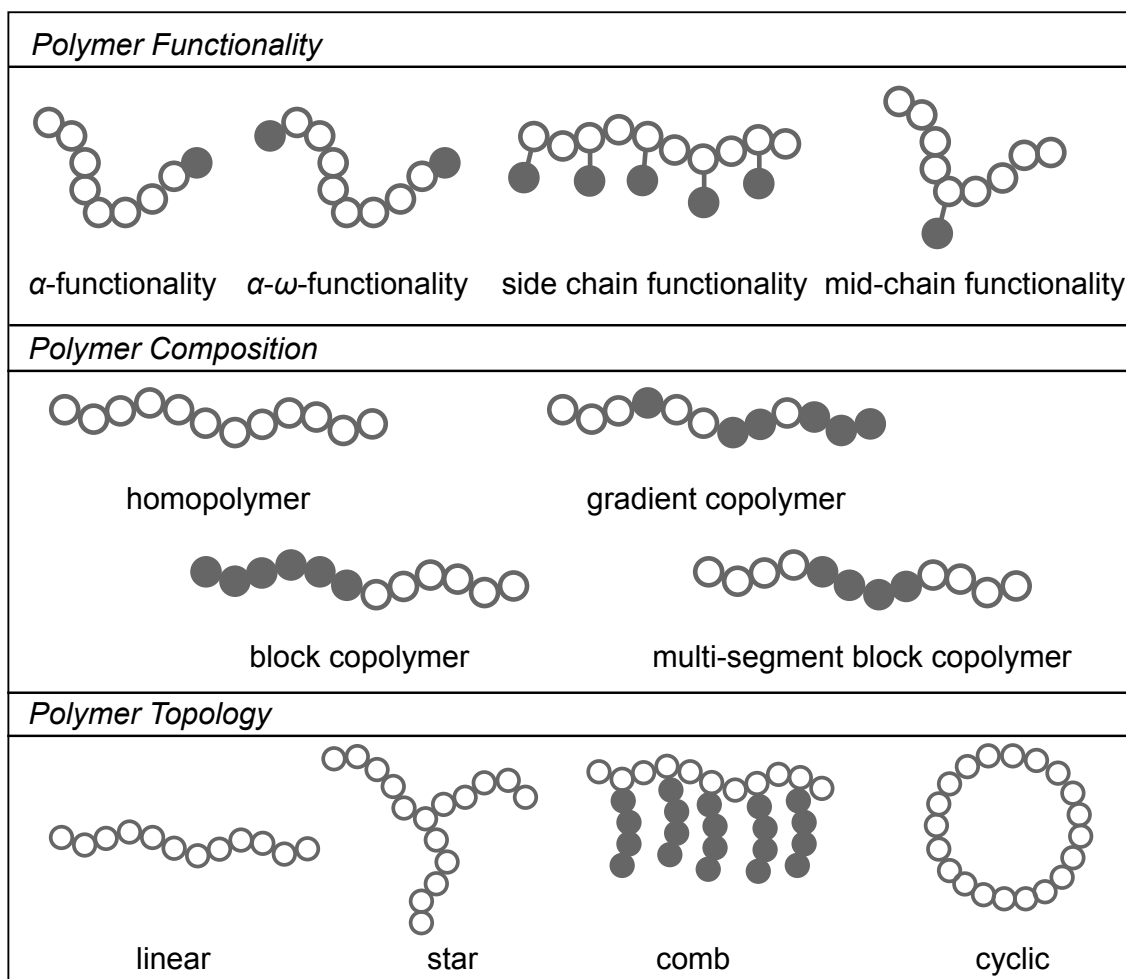 Polymer Functionality
α-functionality α-ω-functionality side chain functionality mid-chain functionality
Polymer Composition
homopolymer gradient copolymer
block copolymer multi-segment block copolymer
Polymer Topology
linear star comb cyclic